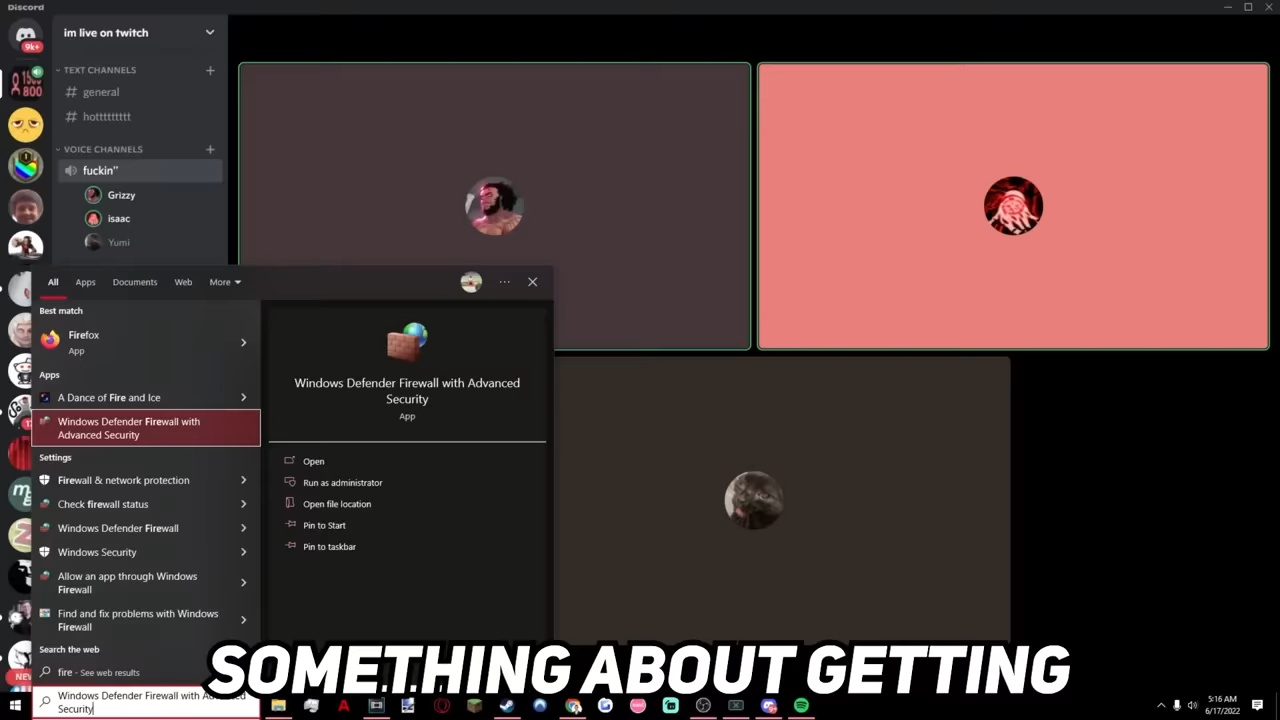 Discord
im live on twitch
9k+
TEXT CHANNELS
# general
# hotttttttt
VOICE CHANNELS
fuckin"
Grizzy
isaac
Yumi
All
Apps
Documents
Web
More
Best match
Firefox
App
Apps
A Dance of Fire and Ice
Windows Defender Firewall with
Advanced Security
Settings
Firewall & network protection
Check firewall status
Windows Defender Firewall
Windows Security
Allow an app through Windows
Firewall
Find and fix problems with Windows
Firewall
Search the web
fire - See web results
Windows Defender Firewall with Advanced
Security
Windows Defender Firewall with Advanced
Security
App
Open
Run as administrator
Open file location
Pin to Start
Pin to taskbar
NEW
SOMETHING ABOUT GETTING
5:16 AM
6/17/2022